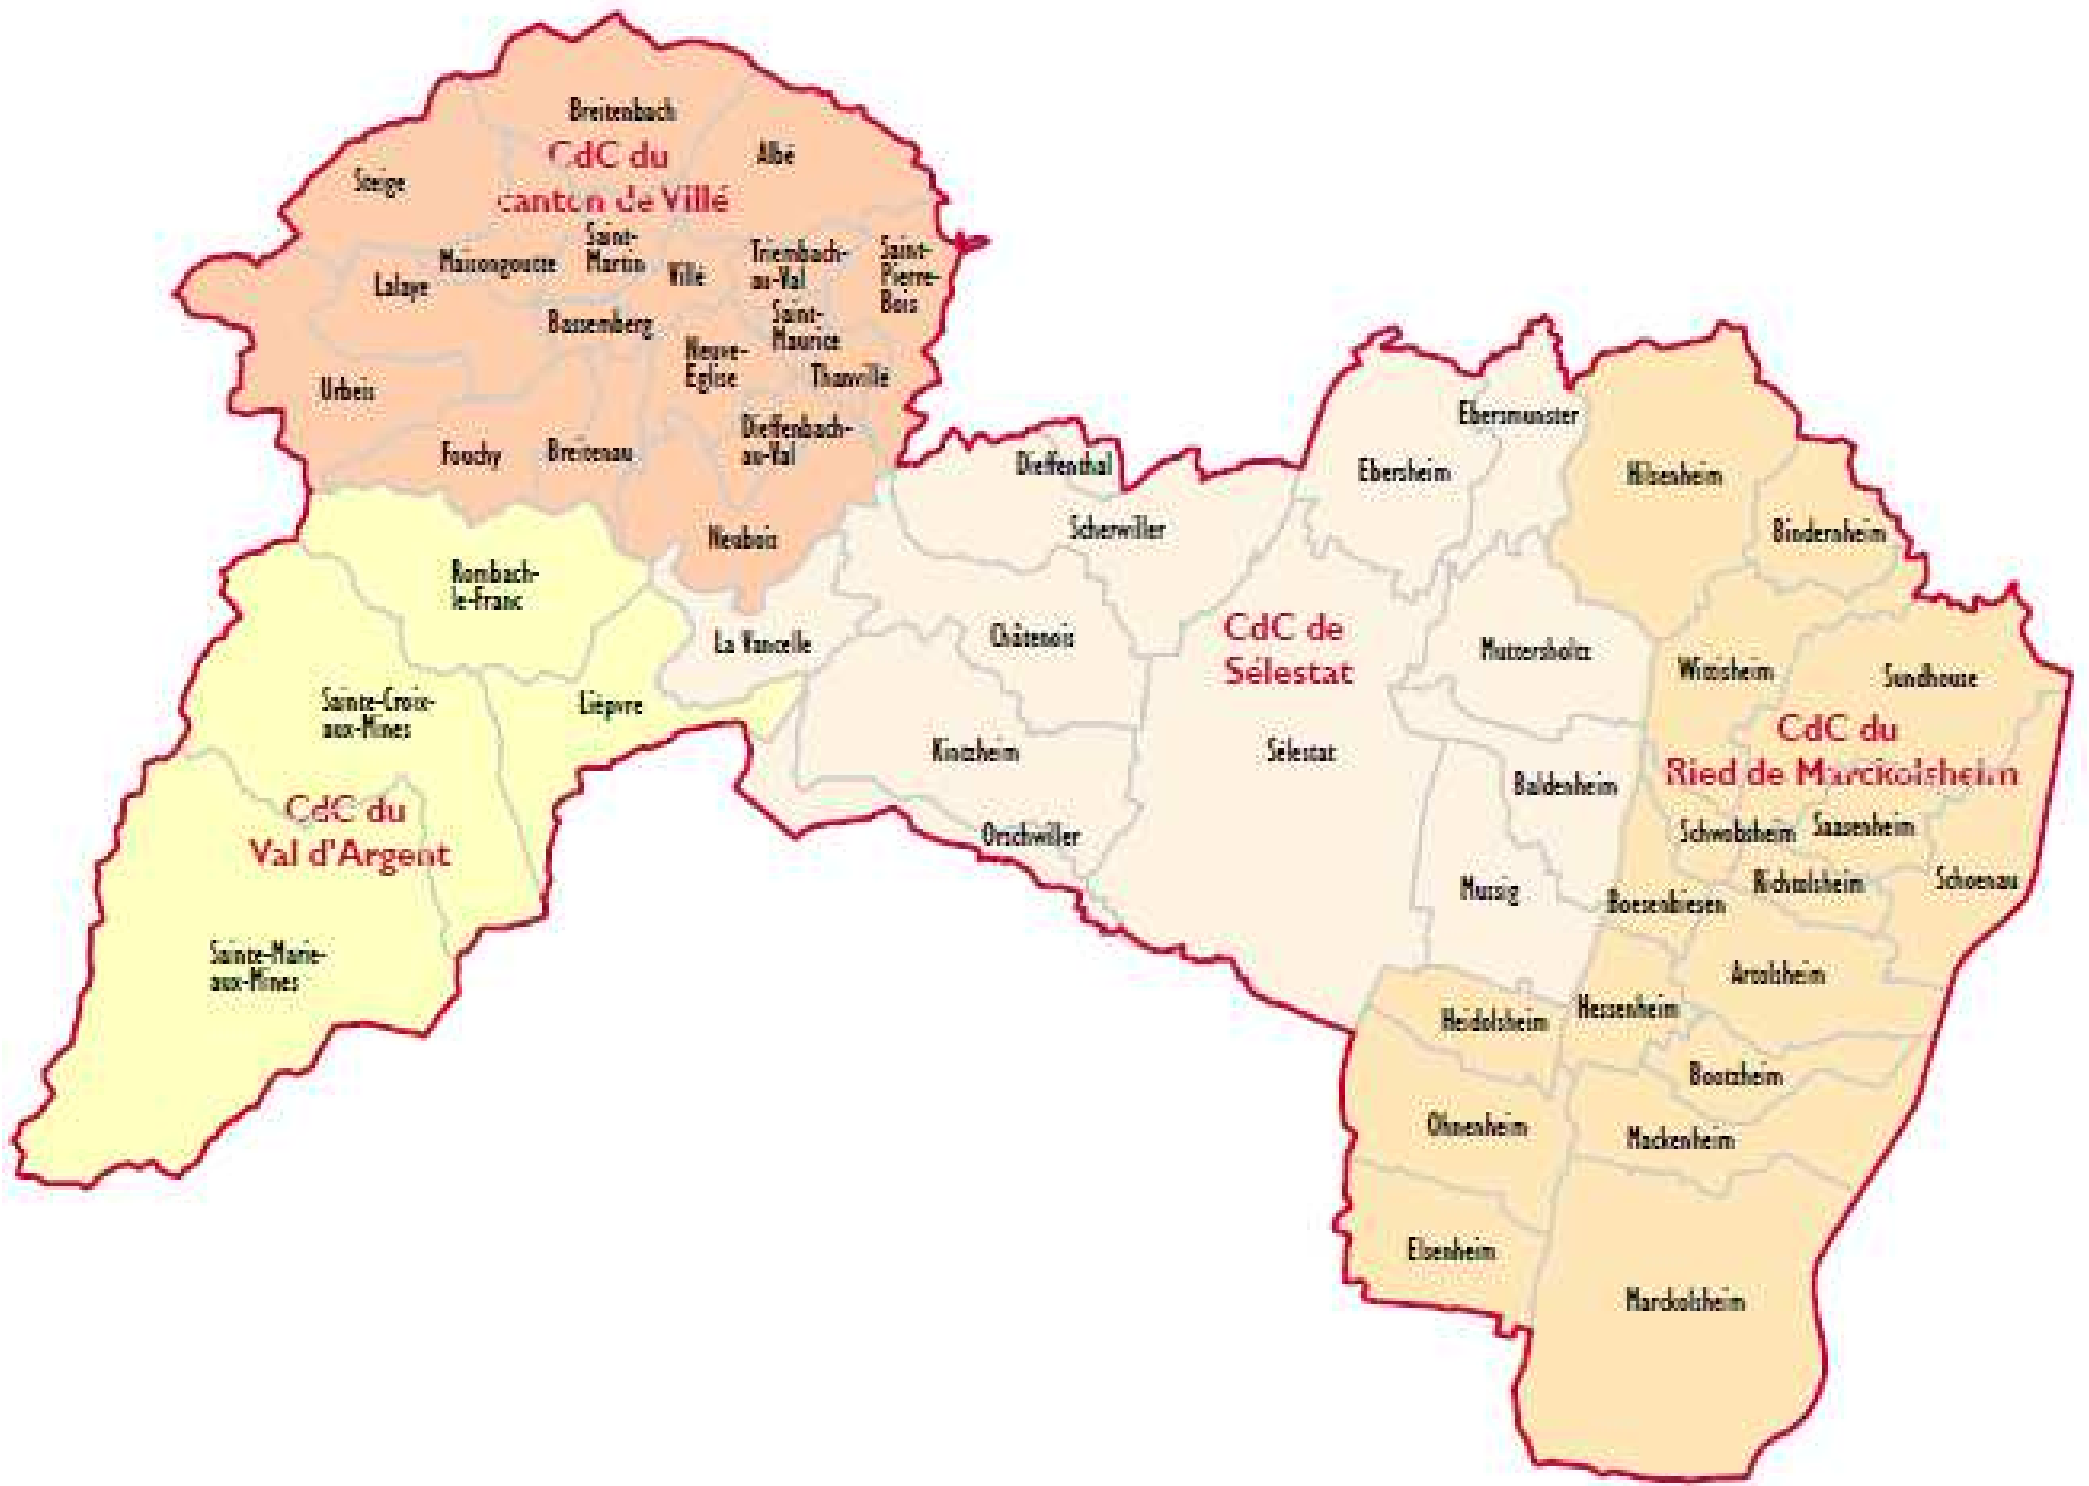 Breitenbach
CdC du
canton de Villé
Albé
Steige
Saint-
Martin
Maisongoutte
Villé
Triembach-
au-Val
Saint-
Pierre-
Bois
Lalaye
Bassemberg
Saint-
Maurice
Neuve-
Eglise
Thanvillé
Urbeis
Fouchy
Breitenau
Dieffenbach-
au-Val
Neubois
Rombach-
le-Franc
Sainte-Croix-
aux-Mines
Lièpvre
CdC du
Val d'Argent
Sainte-Marie-
aux-Mines
Dieffenthal
Scherwiller
Ebersheim
Ebersmunster
La Vancelle
Châtenois
CdC de
Sélestat
Muttersholtz
Kintzheim
Sélestat
Baldenheim
Orschwiller
Mussig
Hilsenheim
Bindernheim
Wittisheim
Sundhouse
CdC du
Ried de Marckolsheim
Schwobsheim
Saasenheim
Boesenbiesen
Richtolsheim
Schoenau
Artolsheim
Heidolsheim
Hessenheim
Bootzheim
Ohnenheim
Mackenheim
Elsenheim
Marckolsheim